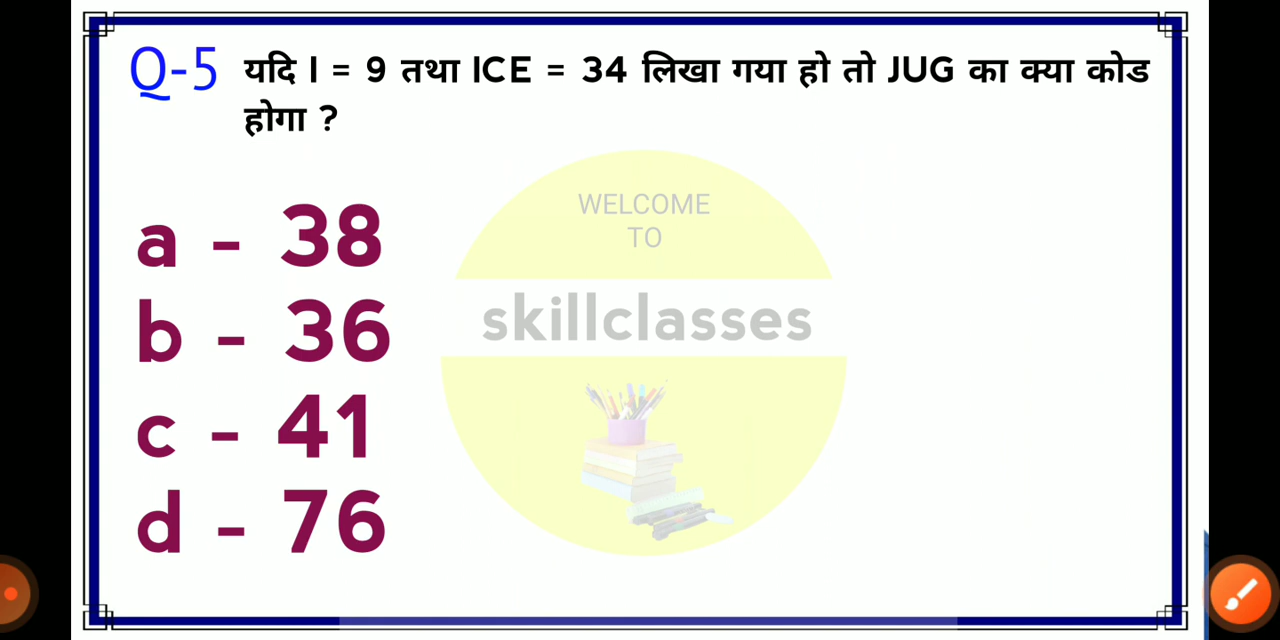 Q-5 यदि I = 9 तथा ICE = 34 लिखा गया हो तो JUG का क्या कोड
होगा ?
WELCOME
TO
skillclasses
a - 38
b - 36
c - 41
d - 76